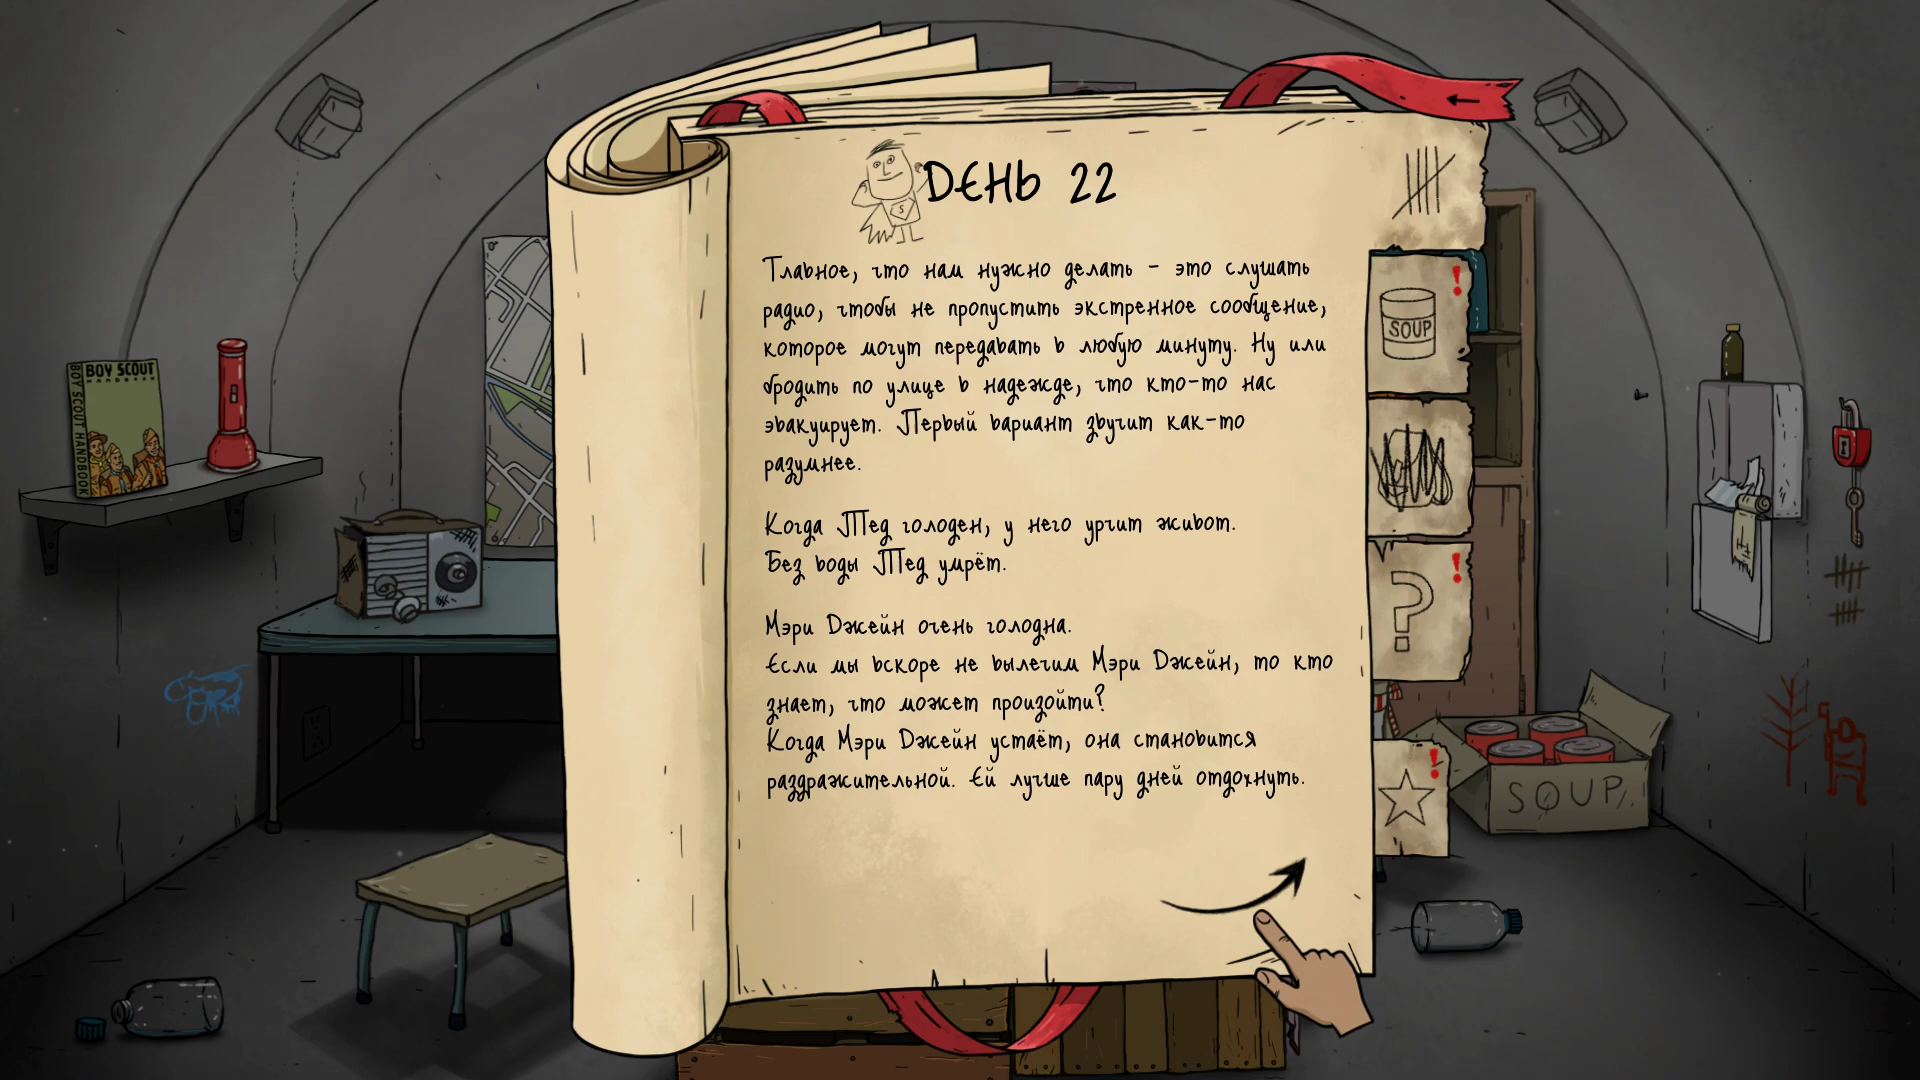 ДЕНЬ 22
Главное, что нам нужно делать - это слушать
радио, чтобы не пропустить экстренное сообщение,
которое могут передавать в любую минуту. Ну или
бродить по улице в надежде, что кто-то нас
эвакуирует. Первый вариант звучит как-то
разумнее.
Когда Тед голоден, у него урчит живот.
Без воды Тед умрёт.
Мэри Джейн очень голодна.
Если мы вскоре не вылечим Мэри Джейн, то кто
знает, что может произойти?
Когда Мэри Джейн устаёт, она становится
раздражительной. Ей лучше пару дней отдохнуть.
S
SOUP
!
?
!
!
BOY SCOUT
HANDBOOK
BOY SCOUT HANDBOOK
SOUP